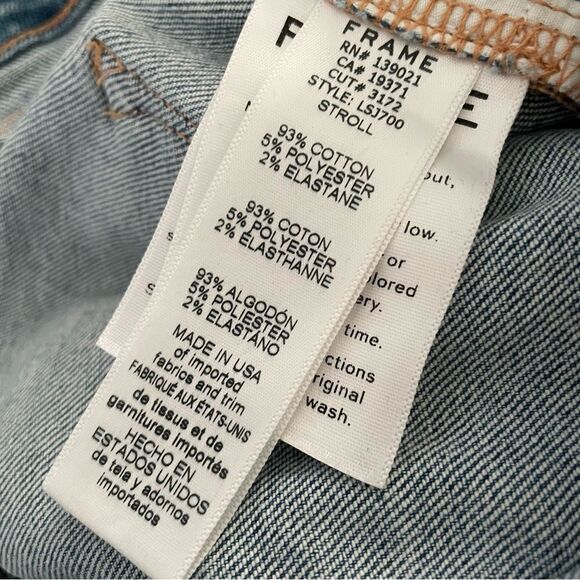 FRAME
RN# 139021
CA# 19371
CUT# 3172
STYLE: LSJ700
STROLL
93% COTTON
5% POLYESTER
2% ELASTANE
93% COTON
5% POLYESTER
2% ÉLASTHANNE
93% ALGODÓN
5% POLIESTER
2% ELASTANO
MADE IN USA
of imported
fabrics and trim
FABRIQUÉ AUX ÉTATS-UNIS
de tissus et de
garnitures importés
HECHO EN
ESTADOS UNIDOS
de tela y adornos
importados
F
E
out,
low.
or
olored
ery.
time.
ctions
riginal
wash.